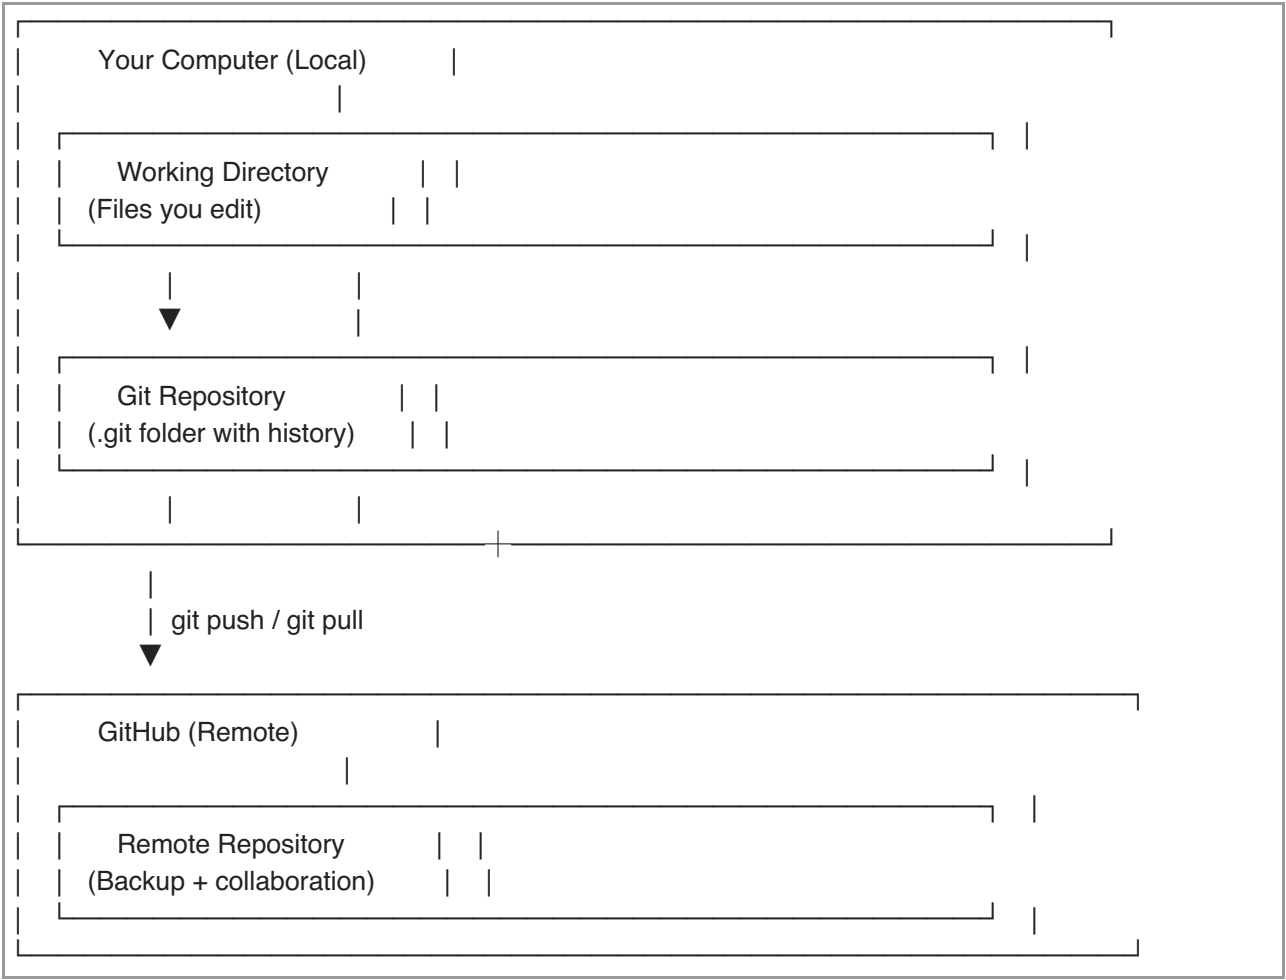 Your Computer (Local)
Working Directory
(Files you edit)
Git Repository
(.git folder with history)
git push / git pull
GitHub (Remote)
Remote Repository
(Backup + collaboration)